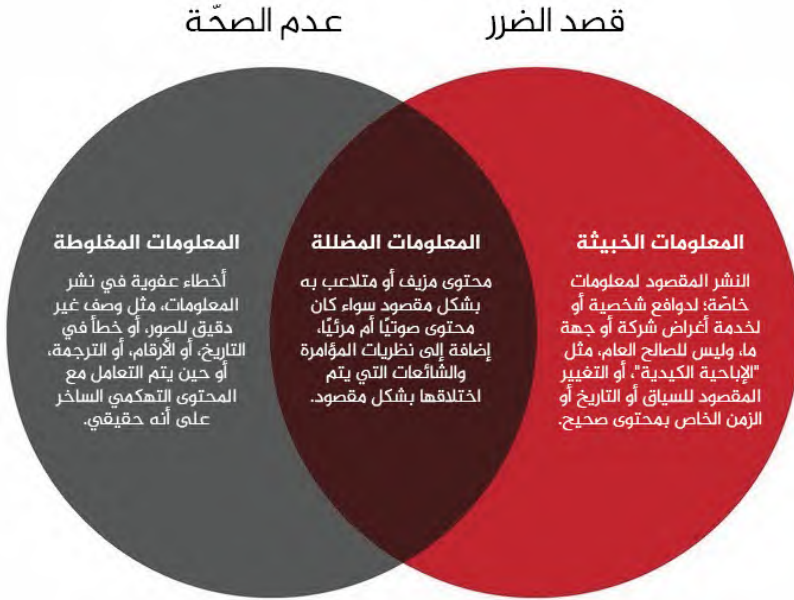 قصد الضرر
عدم الصحّة
المعلومات الخبيثة
النشر المقصود لمعلومات
خاصّة؛ لدوافع شخصية أو
لخدمة أغراض شركة أو جهة
ما، وليس للصالح العام، مثل
"الإباحية الكيدية"، أو التغيير
المقصود للسياق أو التاريخ أو
الزمن الخاص بمحتوى صحيح.
المعلومات المضللة
محتوى مزيف أو متلاعب به
بشكل مقصود سواء كان
محتوى صوتيًا أم مرئيًا،
إضافة إلى نظريات المؤامرة
والشائعات التي يتم
اختلاقها بشكل مقصود.
المعلومات المغلوطة
أخطاء عفوية في نشر
المعلومات، مثل وصف غير
دقيق للصور، أو خطأ في
التاريخ، أو الأرقام، أو الترجمة،
أو حين يتم التعامل مع
المحتوى التهكمي الساخر
على أنه حقيقي.